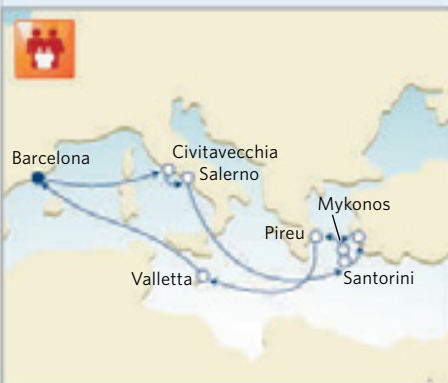 Barcelona
Civitavecchia
Salerno
Mykonos
Pireu
Valletta
Santorini